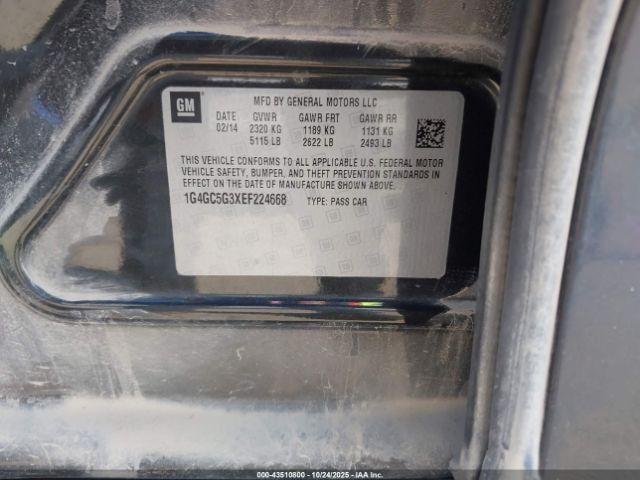 GM
MFD BY GENERAL MOTORS LLC
DATE GVWR GAWR FRT GAWR RR
02/14 2320 KG 1189 KG 1131 KG
5115 LB 2622 LB 2493 LB
THIS VEHICLE CONFORMS TO ALL APPLICABLE U.S. FEDERAL MOTOR
VEHICLE SAFETY, BUMPER, AND THEFT PREVENTION STANDARDS IN
EFFECT ON THE DATE OF MANUFACTURE SHOWN ABOVE.
1G4GC5G3XEF224668 TYPE: PASS CAR
000-43510800 - 10/24/2025 - IAA Inc.